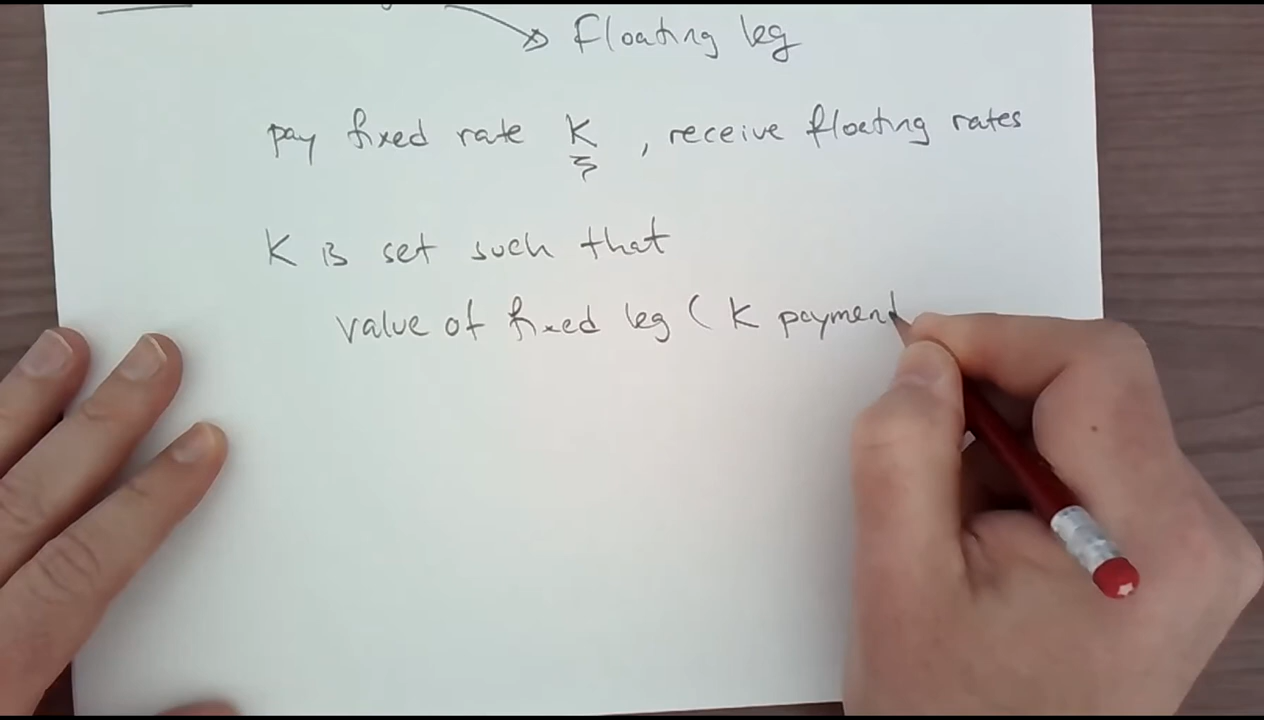 Floating leg
pay fixed rate K , receive floating rates
K is set such that
value of fixed leg ( K payment